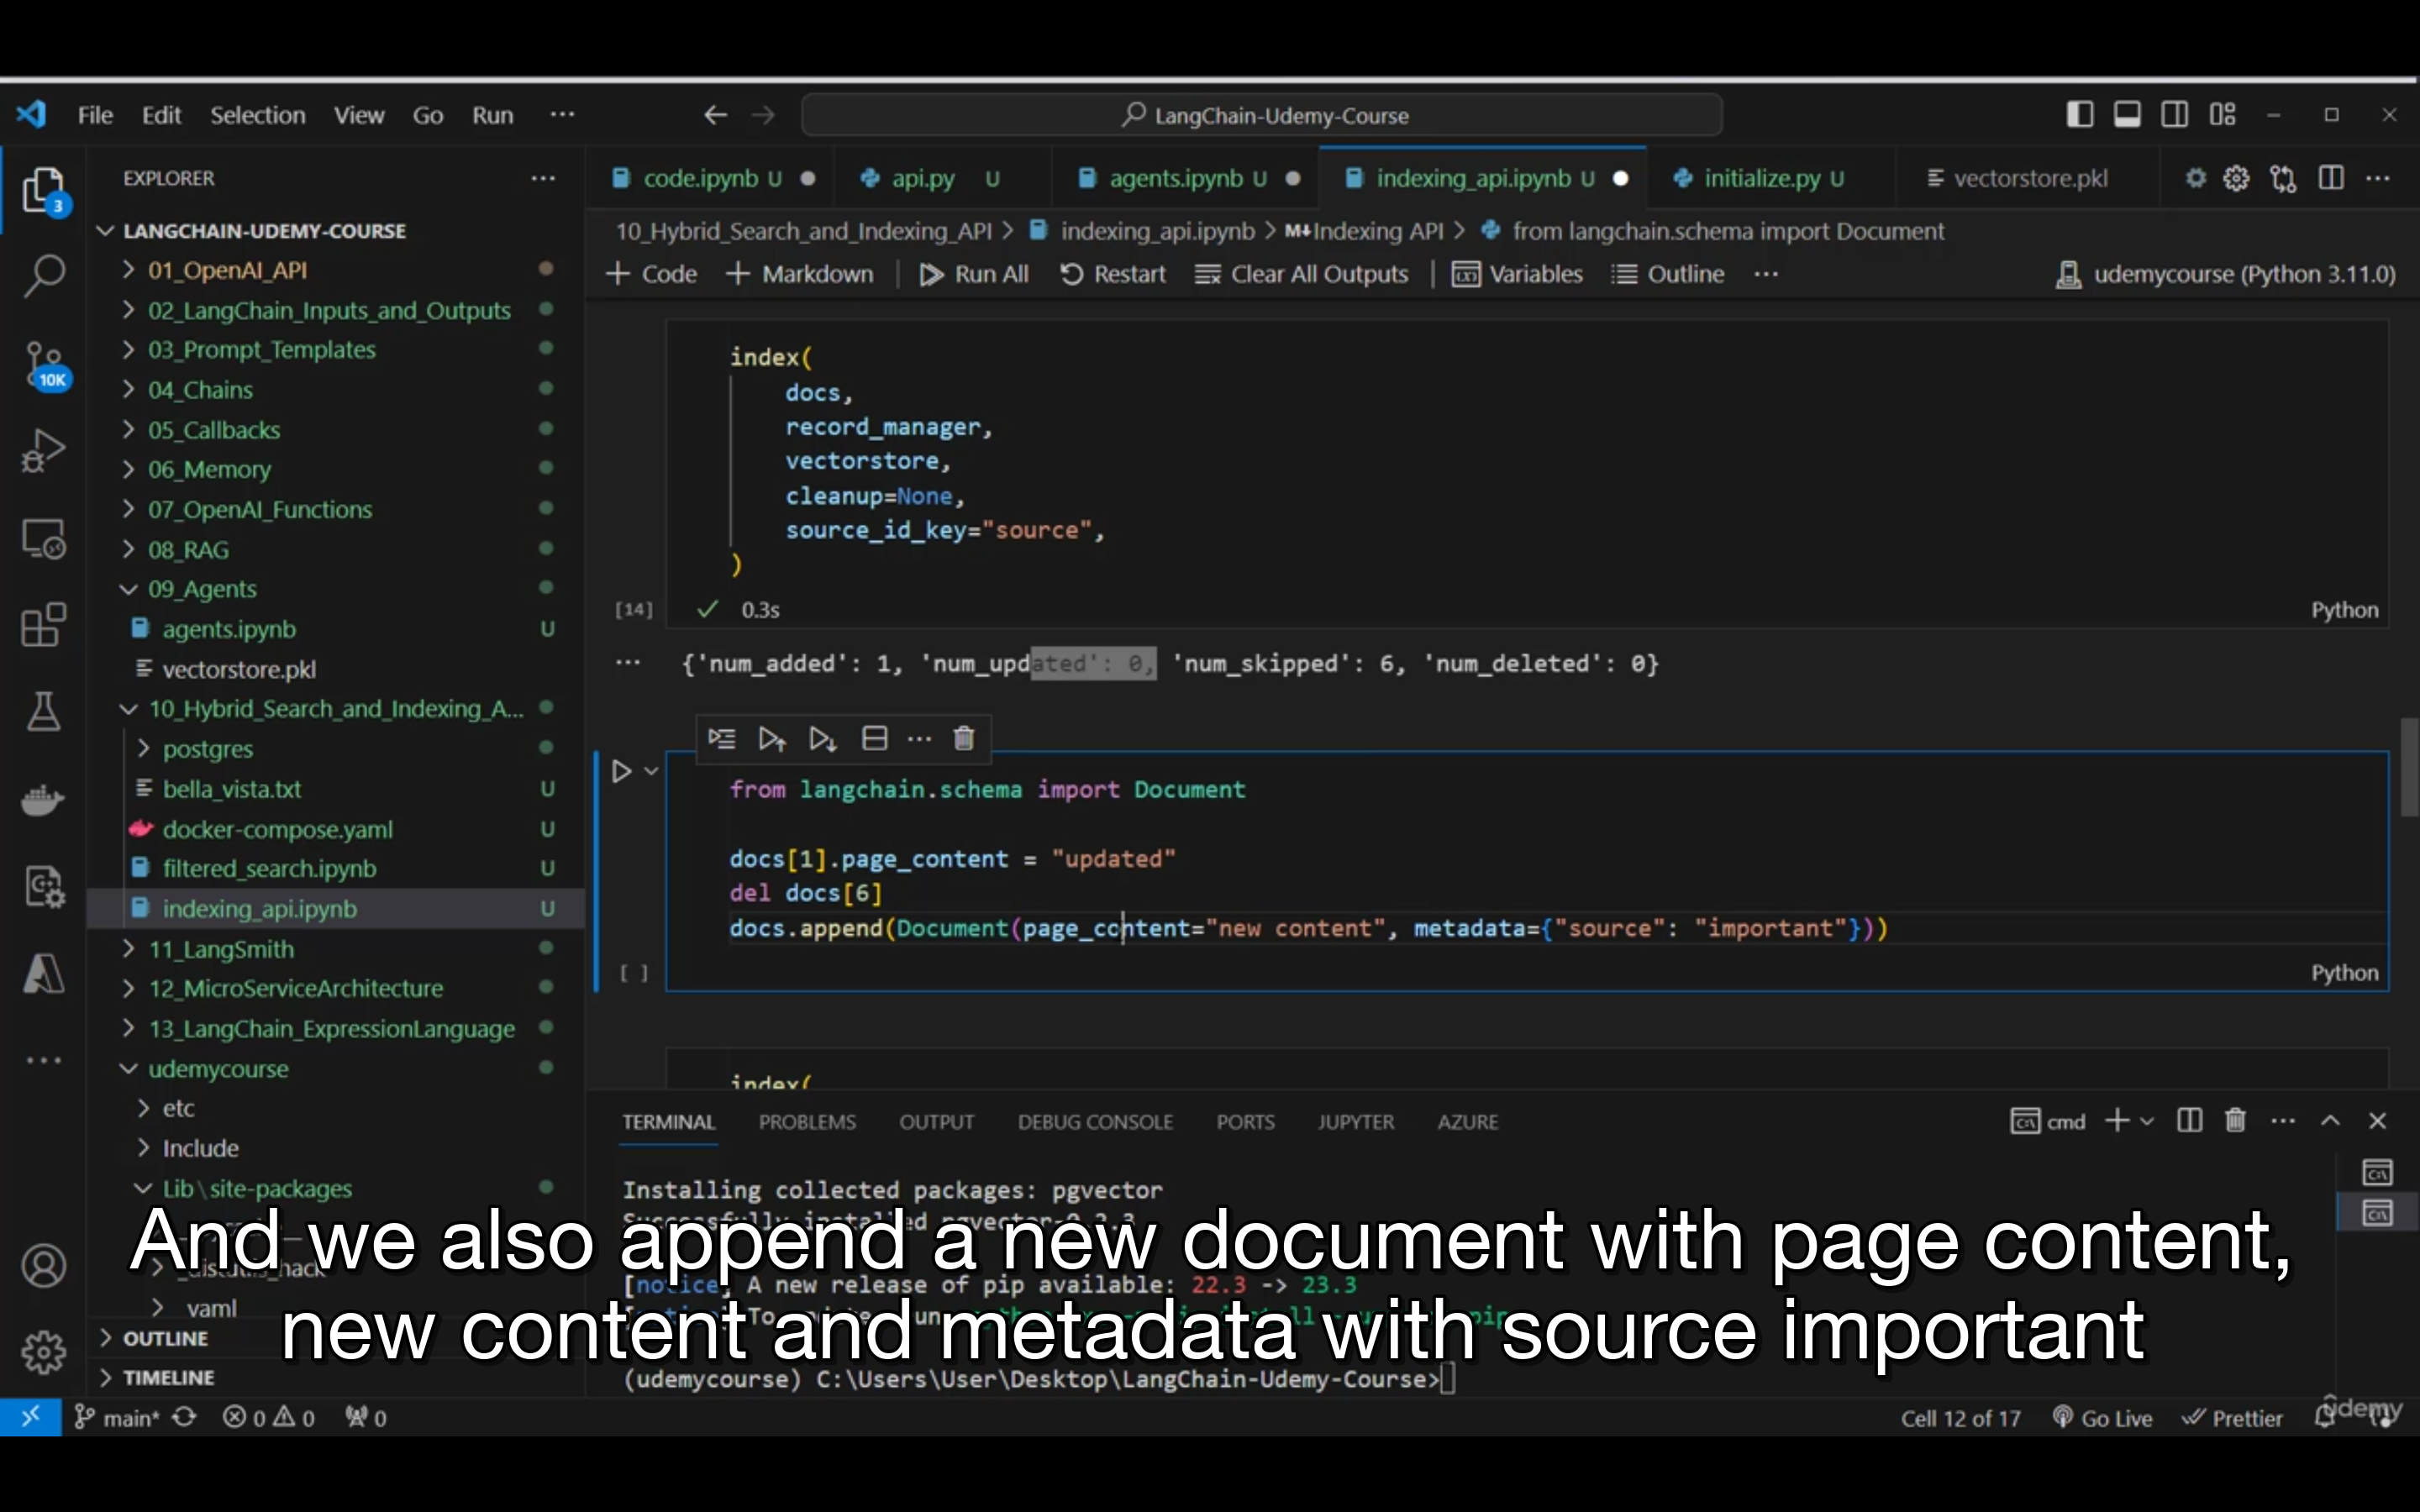 File Edit Selection View Go Run ···
LangChain-Udemy-Course
EXPLORER
3
10K
LANGCHAIN-UDEMY-COURSE
01_OpenAI_API
02_LangChain_Inputs_and_Outputs
03_Prompt_Templates
04_Chains
05_Callbacks
06_Memory
07_OpenAI_Functions
08_RAG
09_Agents
agents.ipynb U
vectorstore.pkl
10_Hybrid_Search_and_Indexing_A...
postgres
bella_vista.txt U
docker-compose.yaml U
filtered_search.ipynb U
indexing_api.ipynb U
11_LangSmith
12_MicroServiceArchitecture
13_LangChain_ExpressionLanguage
udemycourse
etc
Include
Lib\site-packages
yaml
OUTLINE
TIMELINE
code.ipynb U api.py U agents.ipynb U indexing_api.ipynb U initialize.py U vectorstore.pkl
10_Hybrid_Search_and_Indexing_API > indexing_api.ipynb > M↓Indexing API > from langchain.schema import Document
+ Code + Markdown | Run All Restart Clear All Outputs | Variables Outline ··· udemycourse (Python 3.11.0)
index(
docs,
record_manager,
vectorstore,
cleanup=None,
source_id_key="source",
)
[14] ✓ 0.3s Python
{'num_added': 1, 'num_updated': 0, 'num_skipped': 6, 'num_deleted': 0}
from langchain.schema import Document
docs[1].page_content = "updated"
del docs[6]
docs.append(Document(page_content="new content", metadata={"source": "important"}))
[ ] Python
index(
TERMINAL PROBLEMS OUTPUT DEBUG CONSOLE PORTS JUPYTER AZURE
cmd
Installing collected packages: pgvector
Successfully installed pgvector-0.2.3
[notice] A new release of pip available: 22.3 -> 23.3
(udemycourse) C:\Users\User\Desktop\LangChain-Udemy-Course>
And we also append a new document with page content,
new content and metadata with source important
main* 0 0 0
Cell 12 of 17 Go Live Prettier
udemy